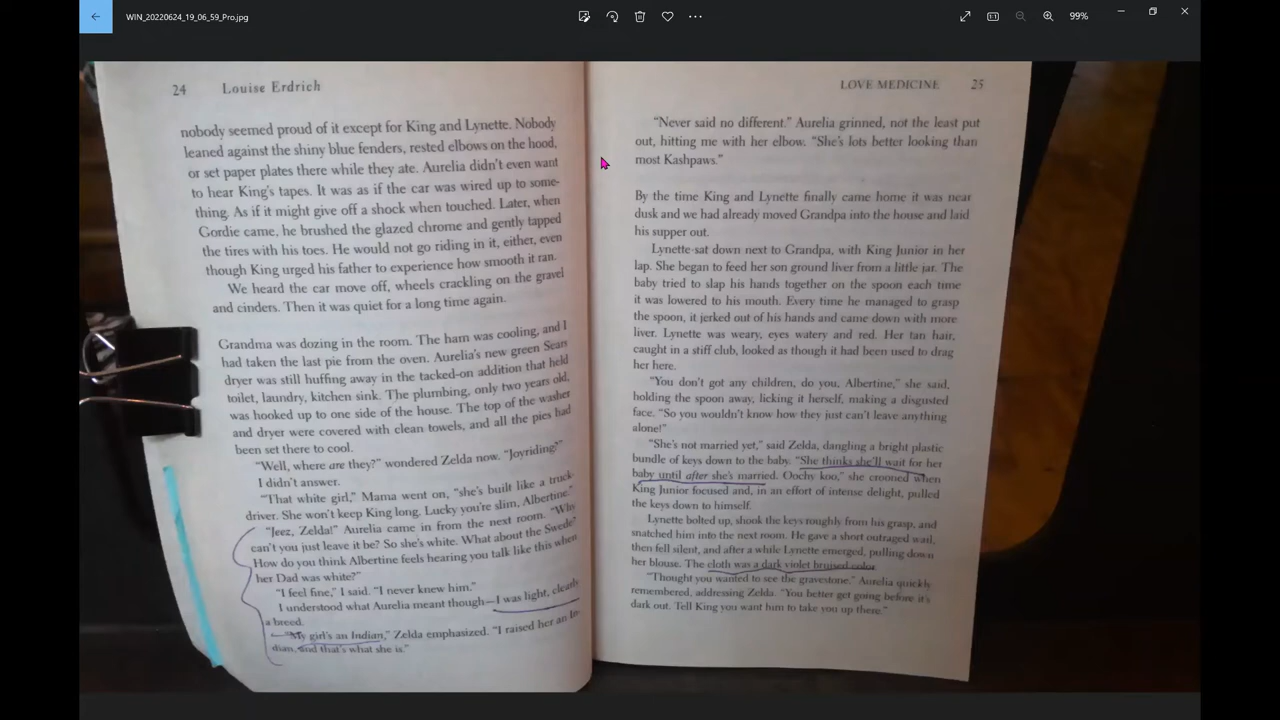 WIN_20220624_19_06_59_Pro.jpg
99%
24 Louise Erdrich
nobody seemed proud of it except for King and Lynette. Nobody
leaned against the shiny blue fenders, rested elbows on the hood,
or set paper plates there while they ate. Aurelia didn't even want
to hear King's tapes. It was as if the car was wired up to some-
thing. As if it might give off a shock when touched. Later, when
Gordie came, he brushed the glazed chrome and gently tapped
the tires with his toes. He would not go riding in it, either, even
though King urged his father to experience how smooth it ran.
We heard the car move off, wheels crackling on the gravel
and cinders. Then it was quiet for a long time again.
Grandma was dozing in the room. The ham was cooling, and I
had taken the last pie from the oven. Aurelia's new green Sears
dryer was still huffing away in the tacked-on addition that held
toilet, laundry, kitchen sink. The plumbing, only two years old,
was hooked up to one side of the house. The top of the washer
and dryer were covered with clean towels, and all the pies had
been set there to cool.
"Well, where are they?" wondered Zelda now. "Joyriding?"
I didn't answer.
"That white girl," Mama went on, "she's built like a truck-
driver. She won't keep King long. Lucky you're slim, Albertine."
"Jeez, Zelda!" Aurelia came in from the next room. "Why
can't you just leave it be? So she's white. What about the Swede?
How do you think Albertine feels hearing you talk like this when
her Dad was white?"
"I feel fine," I said. "I never knew him."
I understood what Aurelia meant though—I was light, clearly
a breed.
"My girl's an Indian," Zelda emphasized. "I raised her an In-
dian, and that's what she is."
LOVE MEDICINE 25
"Never said no different." Aurelia grinned, not the least put
out, hitting me with her elbow. "She's lots better looking than
most Kashpaws."
By the time King and Lynette finally came home it was near
dusk and we had already moved Grandpa into the house and laid
his supper out.
Lynette sat down next to Grandpa, with King Junior in her
lap. She began to feed her son ground liver from a little jar. The
baby tried to slap his hands together on the spoon each time
it was lowered to his mouth. Every time he managed to grasp
the spoon, it jerked out of his hands and came down with more
liver. Lynette was weary, eyes watery and red. Her tan hair,
caught in a stiff club, looked as though it had been used to drag
her here.
"You don't got any children, do you, Albertine," she said,
holding the spoon away, licking it herself, making a disgusted
face. "So you wouldn't know how they just can't leave anything
alone!"
"She's not married yet," said Zelda, dangling a bright plastic
bundle of keys down to the baby. "She thinks she'll wait for her
baby until after she's married. Oochy koo," she crooned when
King Junior focused and, in an effort of intense delight, pulled
the keys down to himself.
Lynette bolted up, shook the keys roughly from his grasp, and
snatched him into the next room. He gave a short outraged wail,
then fell silent, and after a while Lynette emerged, pulling down
her blouse. The cloth was a dark violet bruised color.
"Thought you wanted to see the gravestone," Aurelia quickly
remembered, addressing Zelda. "You better get going before it's
dark out. Tell King you want him to take you up there."